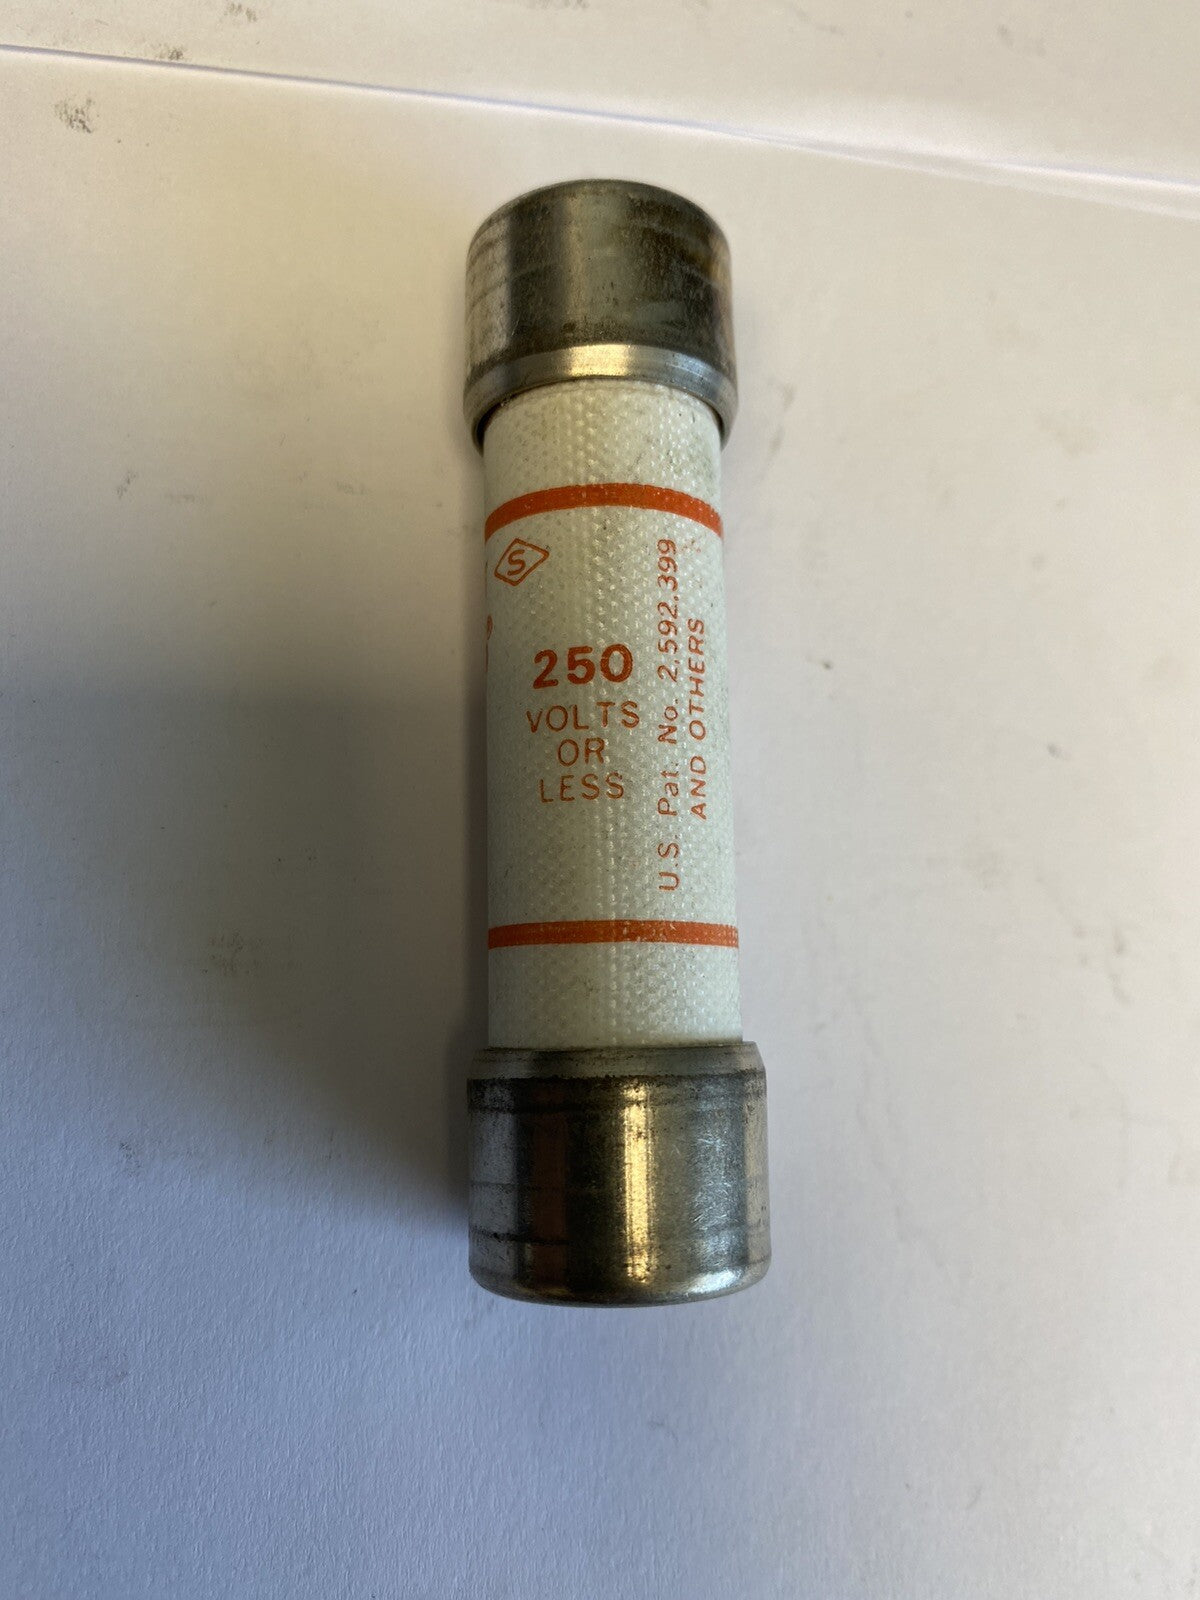 S
250
VOLTS
OR
LESS
U.S. Pat. No. 2,592,399
AND OTHERS